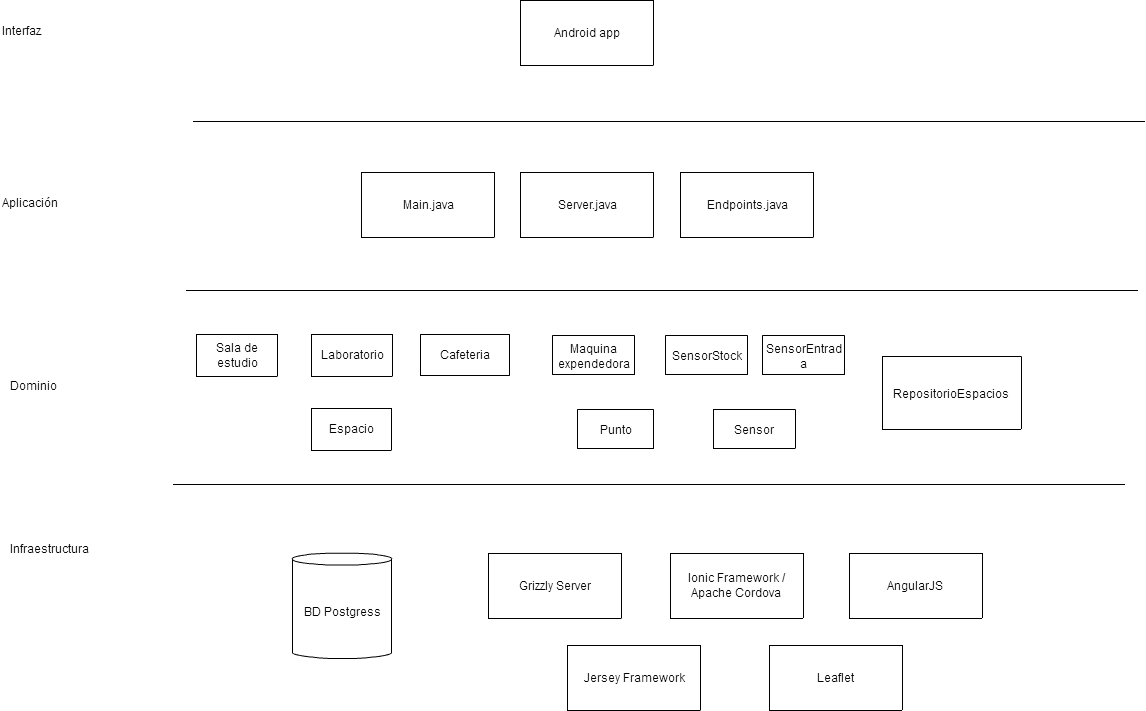 Interfaz
Android app
Aplicación
Main.java
Server.java
Endpoints.java
Dominio
Sala de
estudio
Laboratorio
Cafeteria
Maquina
expendedora
SensorStock
SensorEntrad
a
RepositorioEspacios
Espacio
Punto
Sensor
Infraestructura
BD Postgress
Grizzly Server
Ionic Framework /
Apache Cordova
AngularJS
Jersey Framework
Leaflet